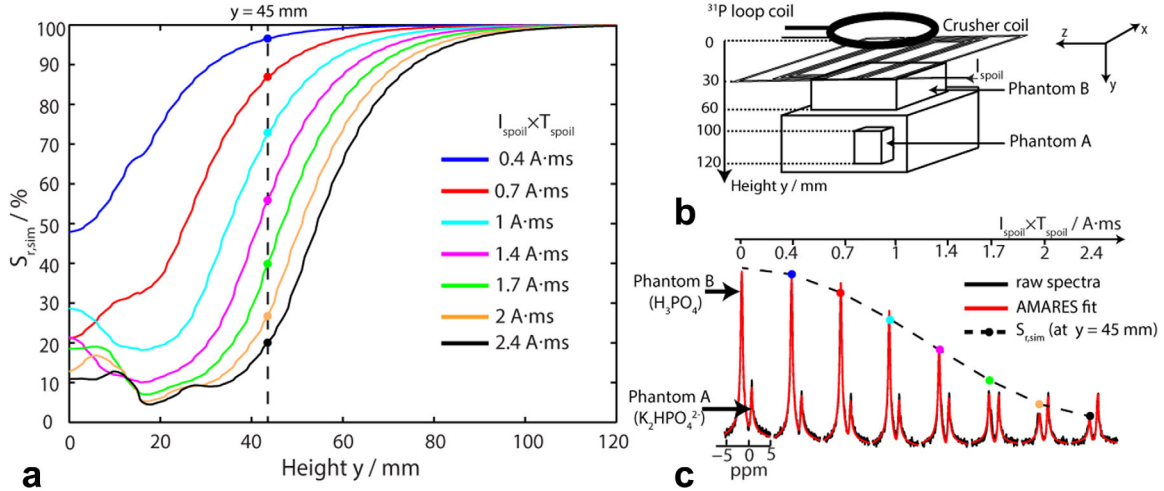 y = 45 mm
100
90
80
70
60
50
40
30
20
10
0
S_r,sim / %
0 20 40 60 80 100 120
Height y / mm
I_spoil×T_spoil
0.4 A·ms
0.7 A·ms
1 A·ms
1.4 A·ms
1.7 A·ms
2 A·ms
2.4 A·ms
a
³¹P loop coil
Crusher coil
0
30
60
100
120
Height y / mm
I_spoil
Phantom B
Phantom A
z
x
y
b
I_spoil×T_spoil / A·ms
0 0.4 0.7 1 1.4 1.7 2 2.4
Phantom B
(H₃PO₄)
Phantom A
(K₂HPO₄²⁻)
raw spectra
AMARES fit
S_r,sim (at y = 45 mm)
−5 0 5
ppm
c